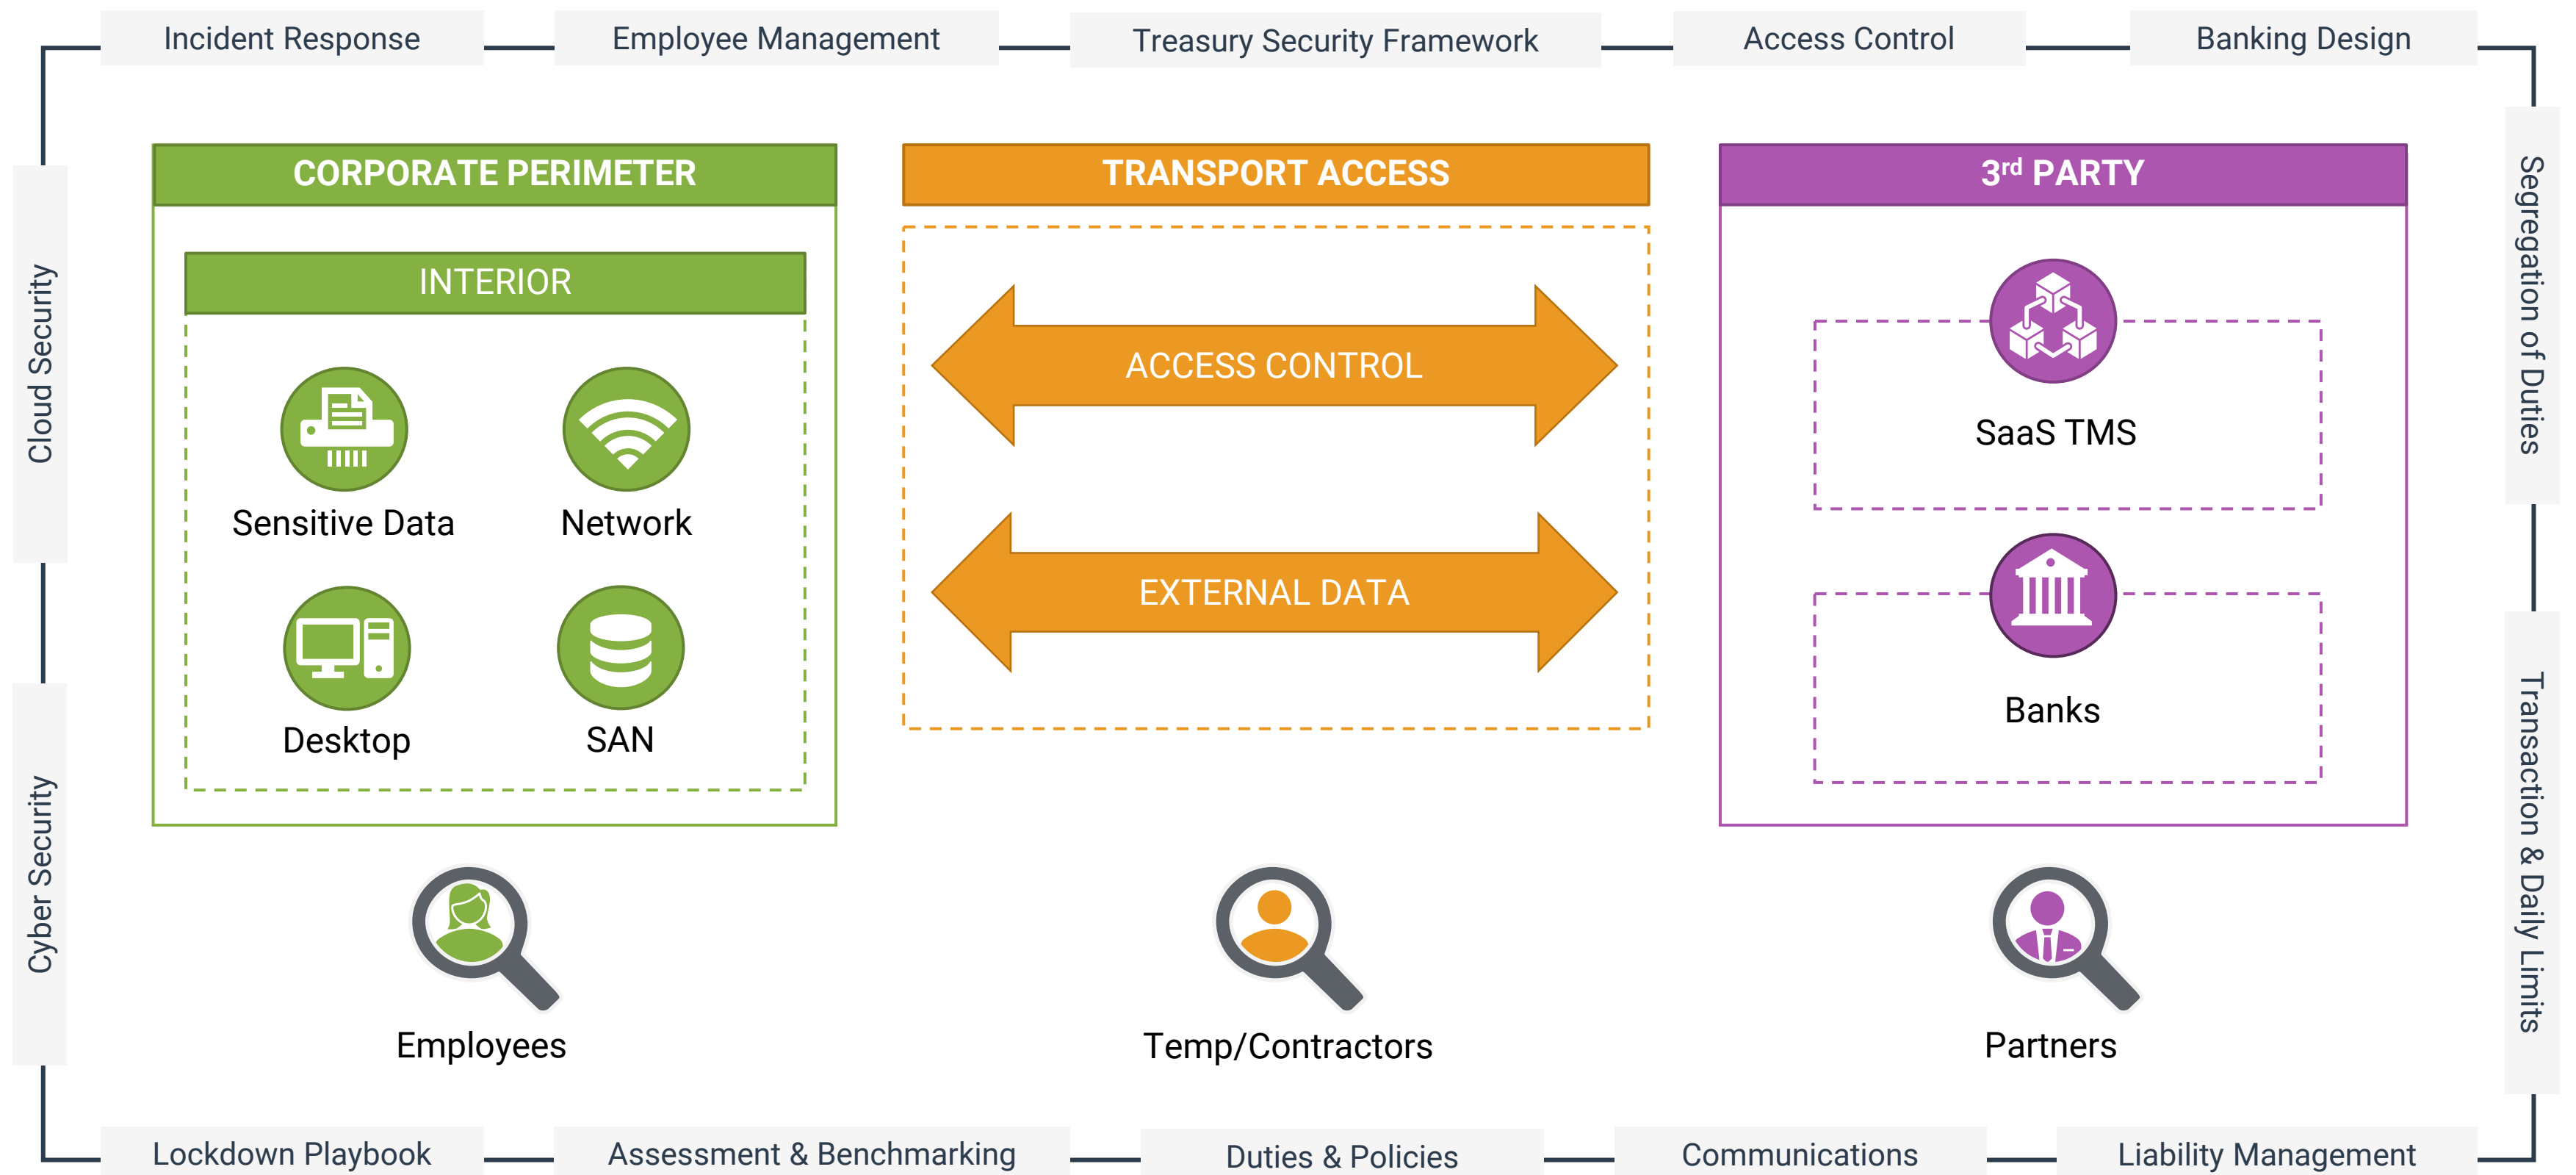 Incident Response
Employee Management
Treasury Security Framework
Access Control
Banking Design
Cloud Security
Cyber Security
CORPORATE PERIMETER
INTERIOR
Sensitive Data
Network
Desktop
SAN
TRANSPORT ACCESS
ACCESS CONTROL
EXTERNAL DATA
3rd PARTY
SaaS TMS
Banks
Segregation of Duties
Transaction & Daily Limits
Employees
Temp/Contractors
Partners
Lockdown Playbook
Assessment & Benchmarking
Duties & Policies
Communications
Liability Management